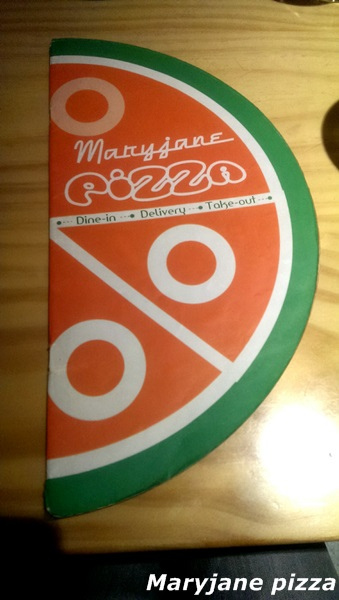 Maryjane
PiZZa
Dine-in Delivery Take-out
Maryjane pizza